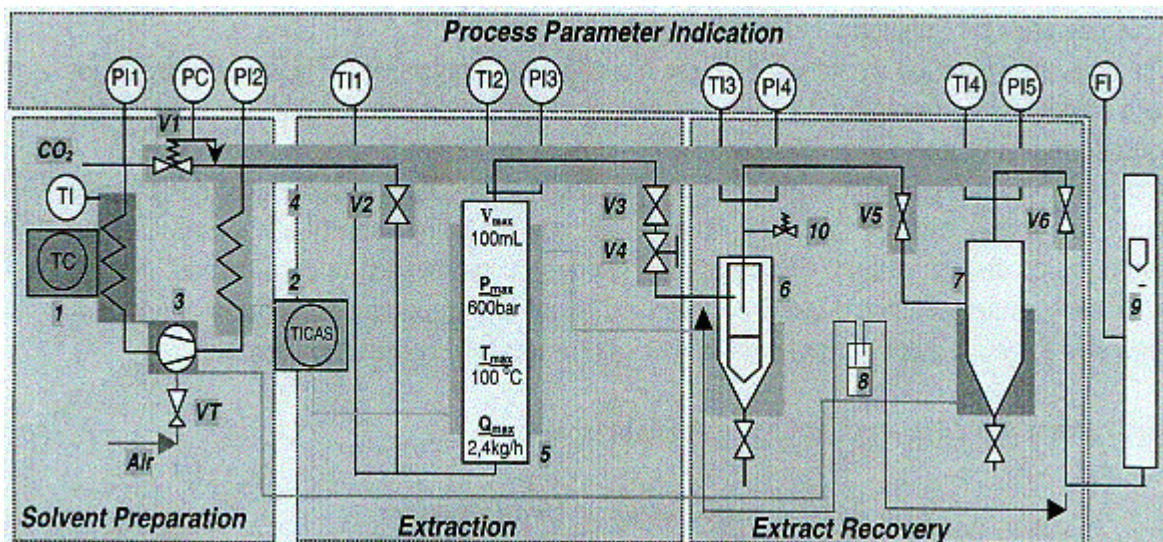 Process Parameter Indication
PI1
PC
PI2
TI1
TI2
PI3
TI3
PI4
TI4
PI5
FI
V1
CO₂
TI
4
V2
V3
V4
10
V5
V6
TC
1
3
2
TICAS
VT
Air
Vmax
100mL
Pmax
600bar
Tmax
100 °C
Qmax
2,4kg/h
5
6
7
8
9
Solvent Preparation
Extraction
Extract Recovery